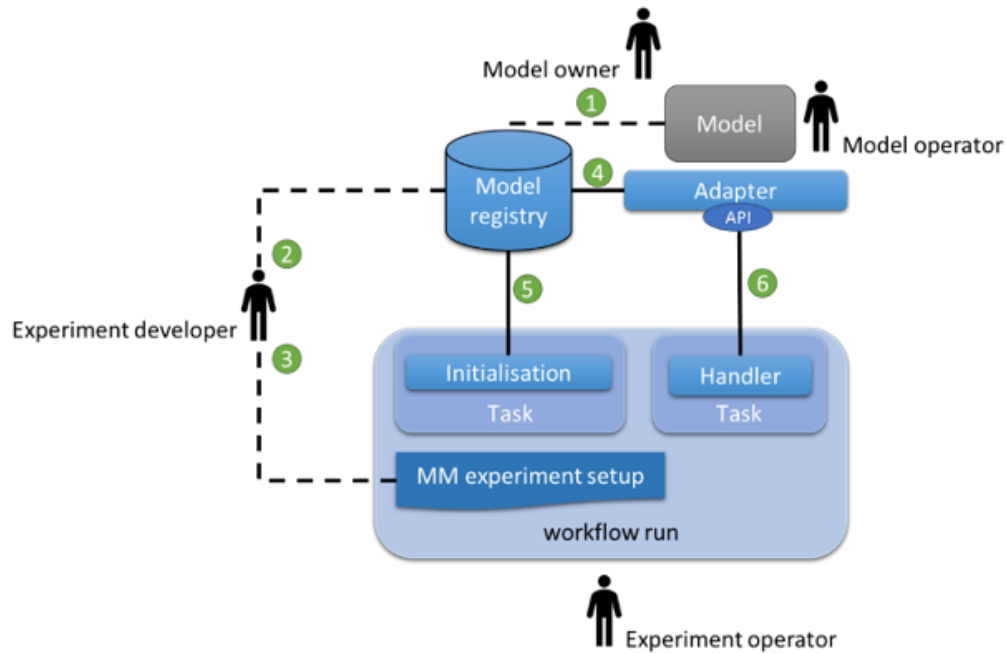 Model owner
1
Model
Model operator
Model
registry
4
Adapter
API
2
5
6
Experiment developer
3
Initialisation
Handler
Task
Task
MM experiment setup
workflow run
Experiment operator